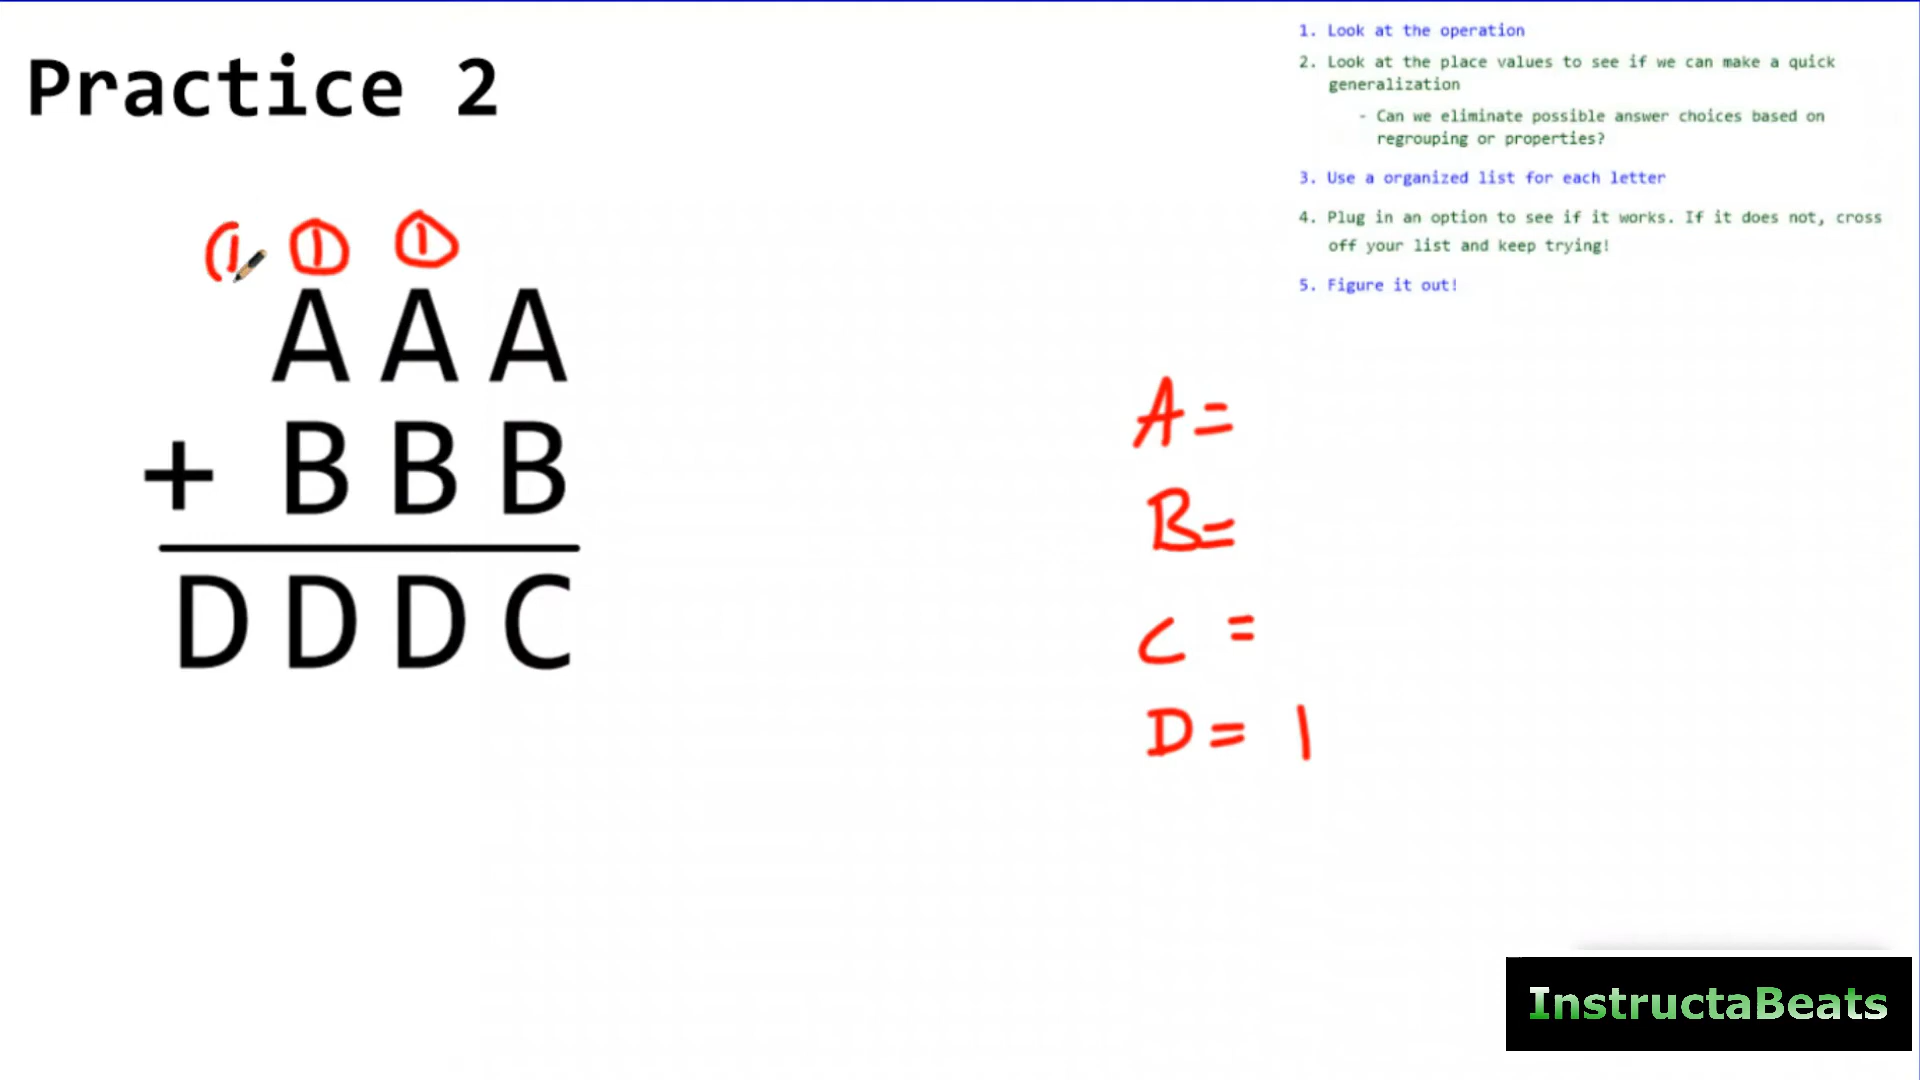 Practice 2
1. Look at the operation
2. Look at the place values to see if we can make a quick
generalization
- Can we eliminate possible answer choices based on
regrouping or properties?
3. Use a organized list for each letter
4. Plug in an option to see if it works. If it does not, cross
off your list and keep trying!
5. Figure it out!
1 1 1
A A A
+ B B B
D D D C
A=
B=
C =
D= 1
InstructaBeats